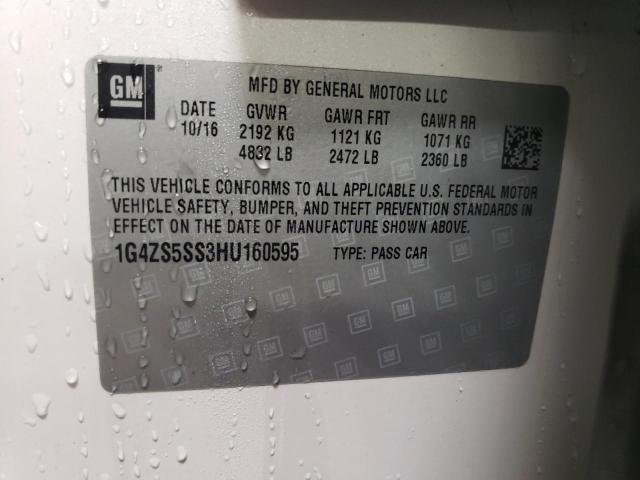 GM
MFD BY GENERAL MOTORS LLC
DATE GVWR GAWR FRT GAWR RR
10/16 2192 KG 1121 KG 1071 KG
4832 LB 2472 LB 2360 LB
THIS VEHICLE CONFORMS TO ALL APPLICABLE U.S. FEDERAL MOTOR
VEHICLE SAFETY, BUMPER, AND THEFT PREVENTION STANDARDS IN
EFFECT ON THE DATE OF MANUFACTURE SHOWN ABOVE.
1G4ZS5SS3HU160595 TYPE: PASS CAR